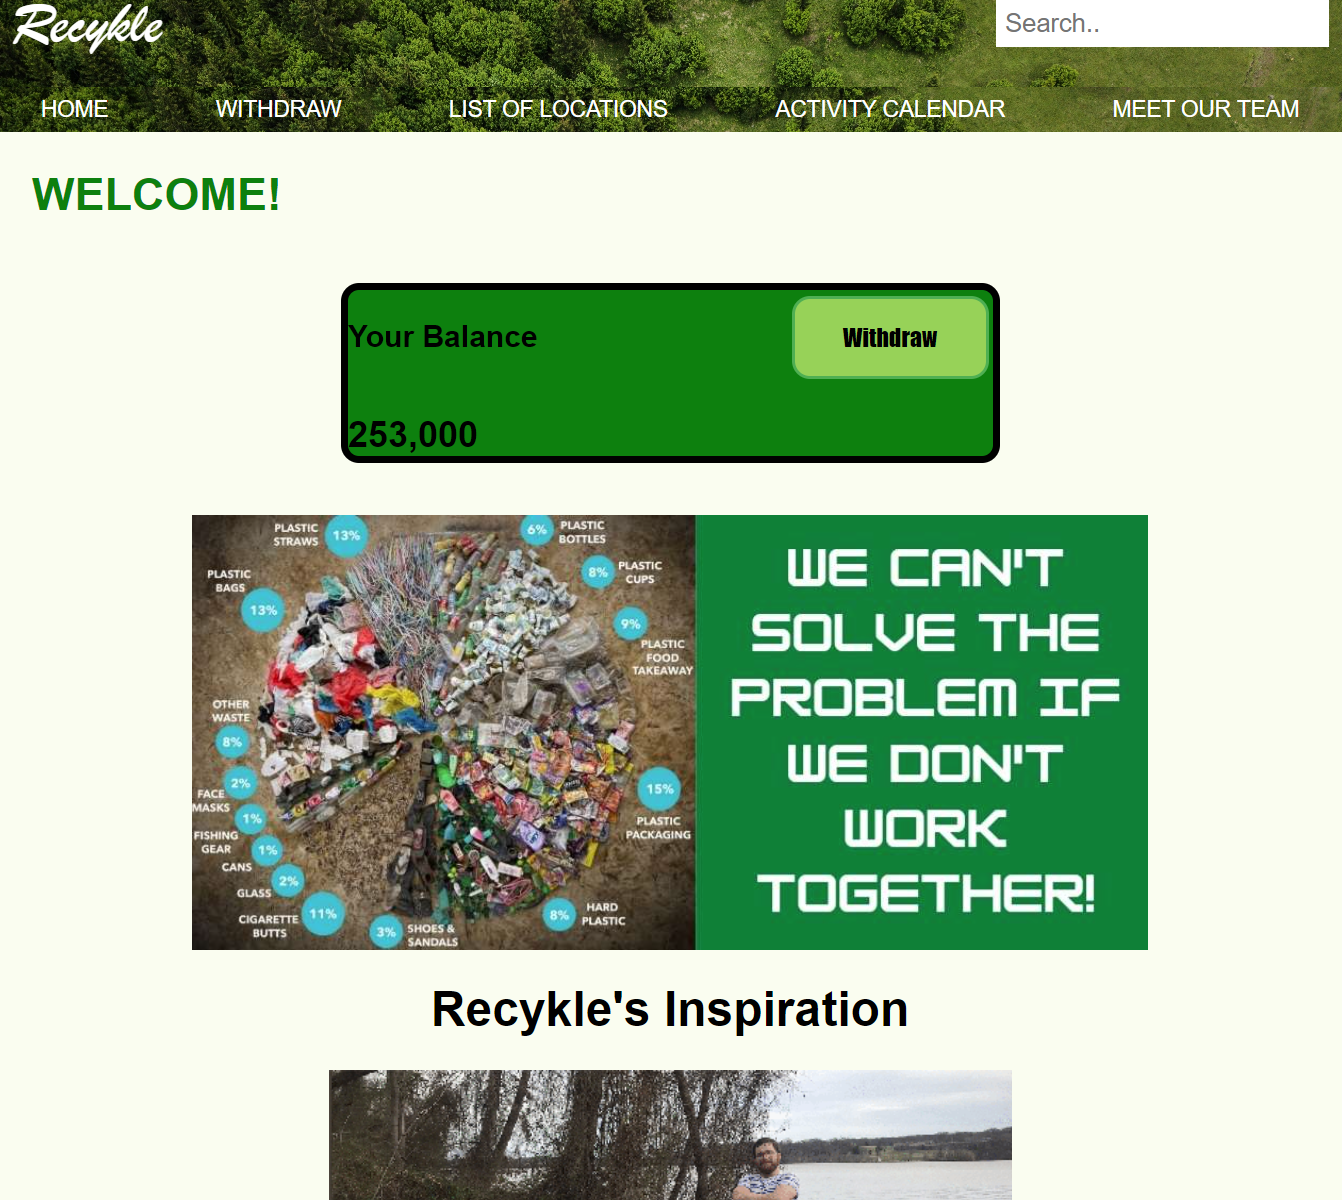 Recykle
Search..
HOME
WITHDRAW
LIST OF LOCATIONS
ACTIVITY CALENDAR
MEET OUR TEAM
WELCOME!
Your Balance
Withdraw
253,000
PLASTIC
STRAWS
13%
6%
PLASTIC
BOTTLES
PLASTIC
BAGS
13%
8%
PLASTIC
CUPS
9%
PLASTIC
FOOD
TAKEAWAY
OTHER
WASTE
8%
2%
FACE
MASKS
1%
FISHING
GEAR
1%
CANS
2%
GLASS
11%
CIGARETTE
BUTTS
3%
SHOES &
SANDALS
8%
HARD
PLASTIC
15%
PLASTIC
PACKAGING
WE CAN'T
SOLVE THE
PROBLEM IF
WE DON'T
WORK
TOGETHER!
Recykle's Inspiration